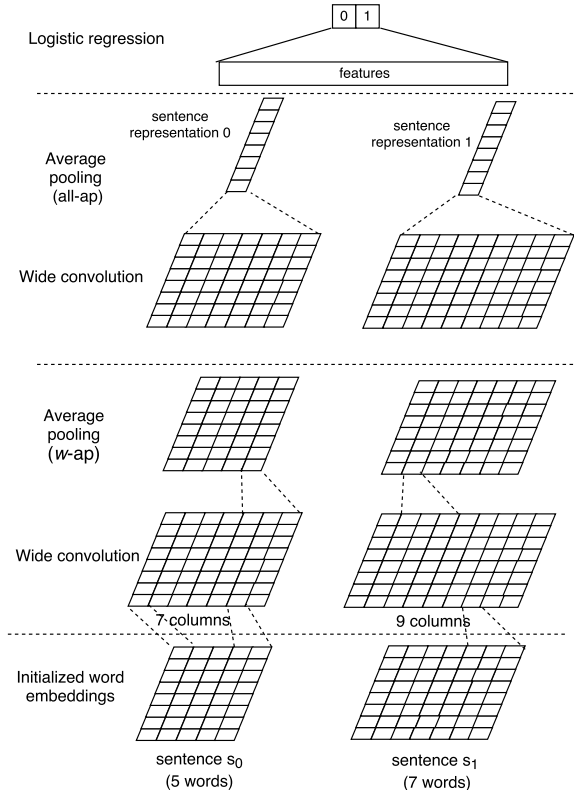 0 1
Logistic regression
features
sentence
representation 0
sentence
representation 1
Average
pooling
(all-ap)
Wide convolution
Average
pooling
(w-ap)
Wide convolution
7 columns
9 columns
Initialized word
embeddings
sentence s0
(5 words)
sentence s1
(7 words)